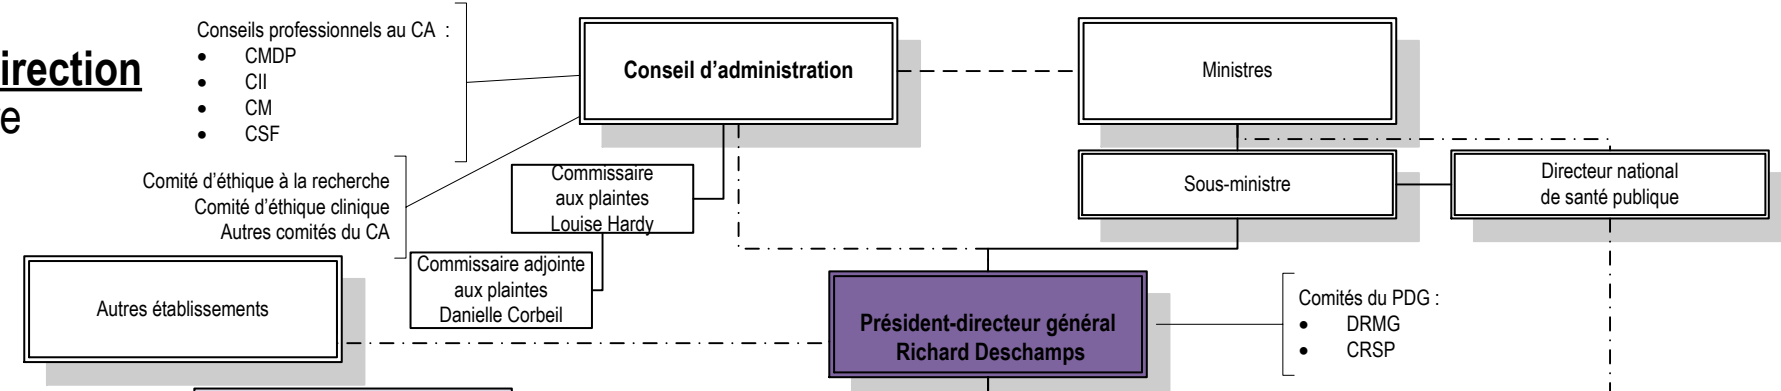 irection
e
Conseils professionnels au CA :
• CMDP
• CII
• CM
• CSF
Comité d'éthique à la recherche
Comité d'éthique clinique
Autres comités du CA
Conseil d'administration
Ministres
Commissaire
aux plaintes
Louise Hardy
Sous-ministre
Directeur national
de santé publique
Commissaire adjointe
aux plaintes
Danielle Corbeil
Autres établissements
Président-directeur général
Richard Deschamps
Comités du PDG :
• DRMG
• CRSP